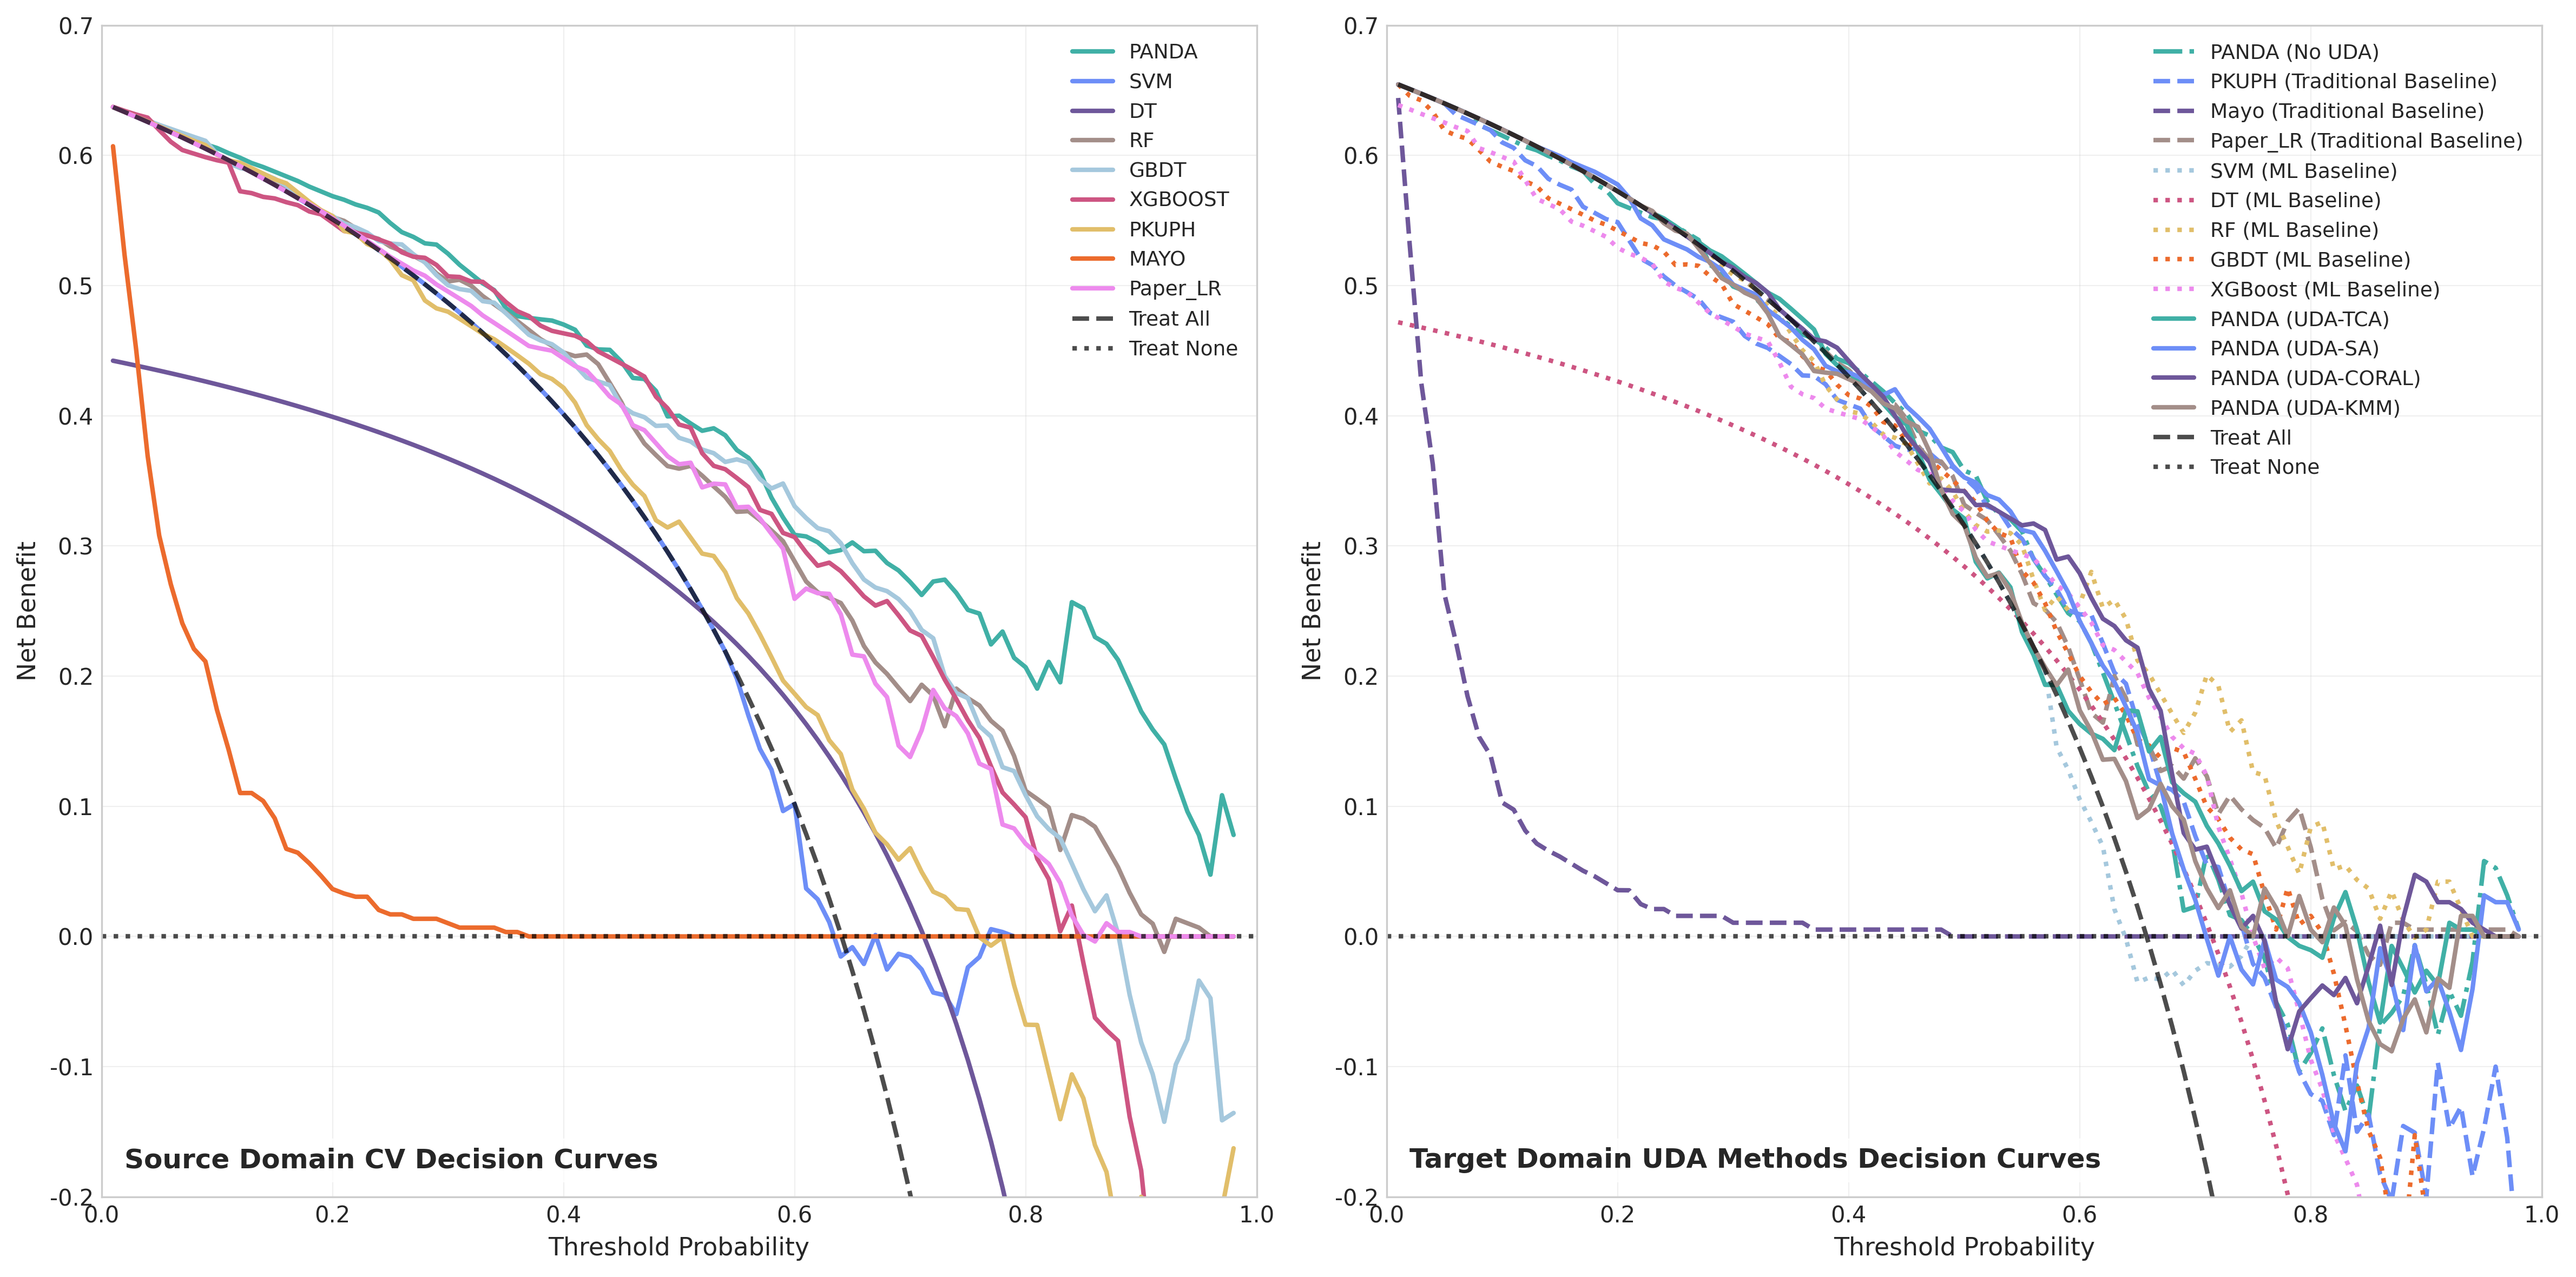 0.7
0.6
0.5
0.4
0.3
0.2
0.1
0.0
-0.1
-0.2
Net Benefit
PANDA
SVM
DT
RF
GBDT
XGBOOST
PKUPH
MAYO
Paper_LR
Treat All
Treat None
Source Domain CV Decision Curves
0.0 0.2 0.4 0.6 0.8 1.0
Threshold Probability
0.7
0.6
0.5
0.4
0.3
0.2
0.1
0.0
-0.1
-0.2
Net Benefit
PANDA (No UDA)
PKUPH (Traditional Baseline)
Mayo (Traditional Baseline)
Paper_LR (Traditional Baseline)
SVM (ML Baseline)
DT (ML Baseline)
RF (ML Baseline)
GBDT (ML Baseline)
XGBoost (ML Baseline)
PANDA (UDA-TCA)
PANDA (UDA-SA)
PANDA (UDA-CORAL)
PANDA (UDA-KMM)
Treat All
Treat None
Target Domain UDA Methods Decision Curves
0.0 0.2 0.4 0.6 0.8 1.0
Threshold Probability